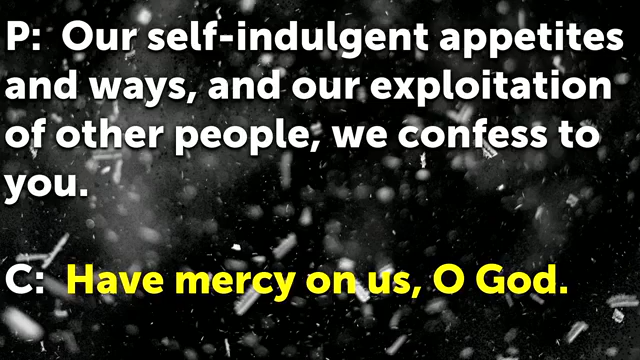 P:  Our self-indulgent appetites
and ways, and our exploitation
of other people, we confess to
you.
C:  Have mercy on us, O God.